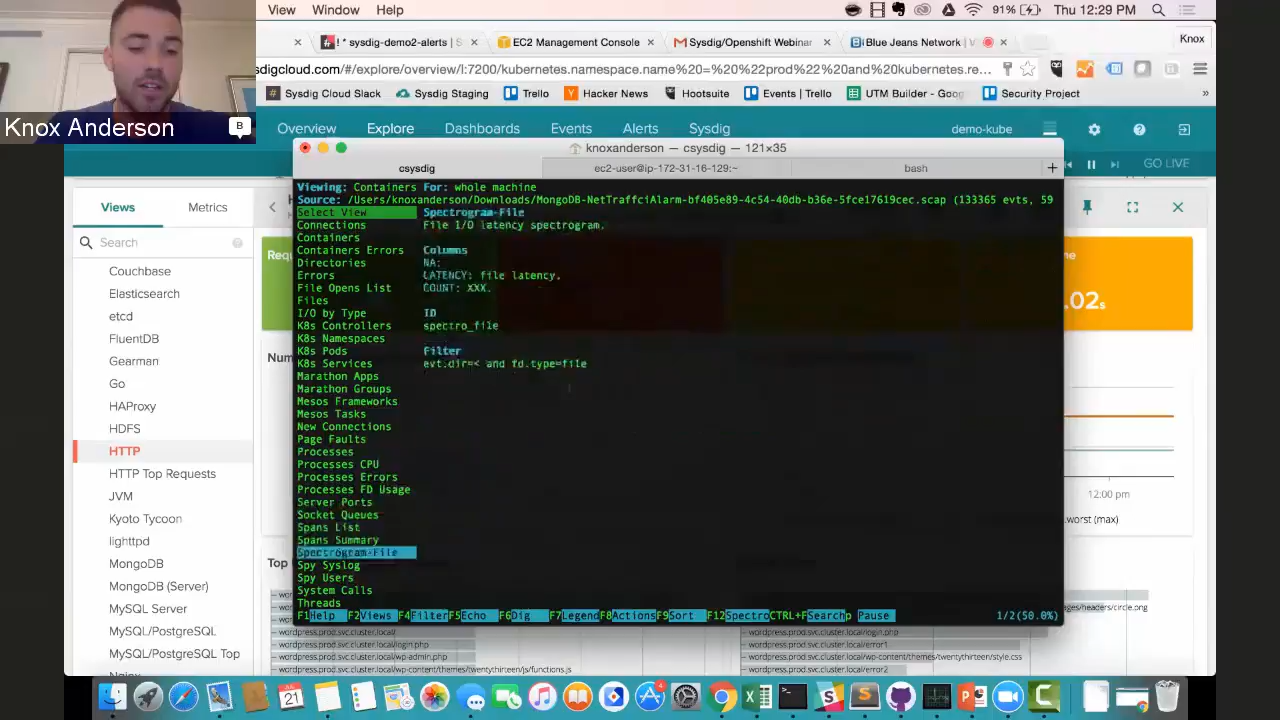 View Window Help 91% Thu 12:29 PM
! * sysdig-demo2-alerts | S EC2 Management Console Sysdig/Openshift Webinar Blue Jeans Network | Knox
sdigcloud.com/#/explore/overview/l:7200/kubernetes.namespace.name%20=%20%22prod%22%20and%20kubernetes.re...
Sysdig Cloud Slack Sysdig Staging Trello Hacker News Hootsuite Events | Trello UTM Builder - Goog... Security Project
Knox Anderson
B
Overview Explore Dashboards Events Alerts Sysdig demo-kube
GO LIVE
knoxanderson — csysdig — 121×35
csysdig ec2-user@ip-172-31-16-129:~ bash
Views Metrics
Search
Couchbase
Elasticsearch
etcd
FluentDB
Gearman
Go
HAProxy
HDFS
HTTP
HTTP Top Requests
JVM
Kyoto Tycoon
lighttpd
MongoDB
MongoDB (Server)
MySQL Server
MySQL/PostgreSQL
MySQL/PostgreSQL Top
Viewing: Containers For: whole machine
Source: /Users/knoxanderson/Downloads/MongoDB-NetTraffciAlarm-bf405e89-4c54-40db-b36e-5fce17619cec.scap (133365 evts, 59
Select View Spectrogram-File
Connections File I/O latency spectrogram.
Containers
Containers Errors Columns
Directories NA:
Errors LATENCY: file latency.
File Opens List COUNT: XXX.
Files
I/O by Type ID
K8s Controllers spectro_file
K8s Namespaces
K8s Pods Filter
K8s Services evt.dir=< and fd.type=file
Marathon Apps
Marathon Groups
Mesos Frameworks
Mesos Tasks
New Connections
Page Faults
Processes
Processes CPU
Processes Errors
Processes FD Usage
Server Ports
Socket Queues
Spans List
Spans Summary
Spectrogram-File
Spy Syslog
Spy Users
System Calls
Threads
F1Help F2Views F4FilterF5Echo F6Dig F7LegendF8ActionsF9Sort F12SpectroCTRL+FSearchp Pause 1/2(50.0%)
Req
Num
Top
me
.02s
12:00 pm
.worst (max)
ages/headers/circle.png
wordpress.prod.svc.cluster.local/
wordpress.prod.svc.cluster.local/login.php
wordpress.prod.svc.cluster.local/wp-admin.php
wordpress.prod.svc.cluster.local/wp-content/themes/twentythirteen/js/functions.js
wordpress.prod.svc.cluster.local/login.php
wordpress.prod.svc.cluster.local/error1
wordpress.prod.svc.cluster.local/wp-content/themes/twentythirteen/style.css
wordpress.prod.svc.cluster.local/error2